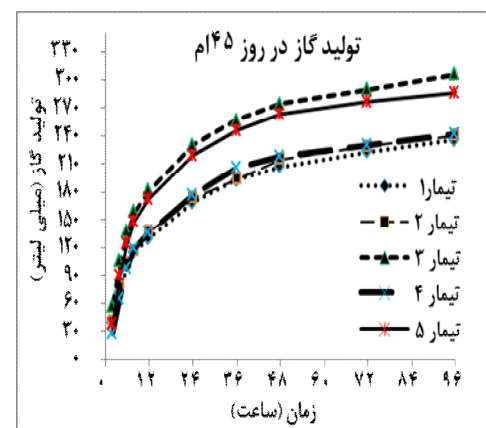 تولید گاز در روز ۴۵ام
تولید گاز (میلی لیتر)
۳۳۰
۳۰۰
۲۷۰
۲۴۰
۲۱۰
۱۸۰
۱۵۰
۱۲۰
۹۰
۶۰
۳۰
۰
تیمار۱
تیمار ۲
تیمار ۳
تیمار ۴
تیمار ۵
۰ ۱۲ ۲۴ ۳۶ ۴۸ ۶۰ ۷۲ ۸۴ ۹۶
زمان (ساعت)